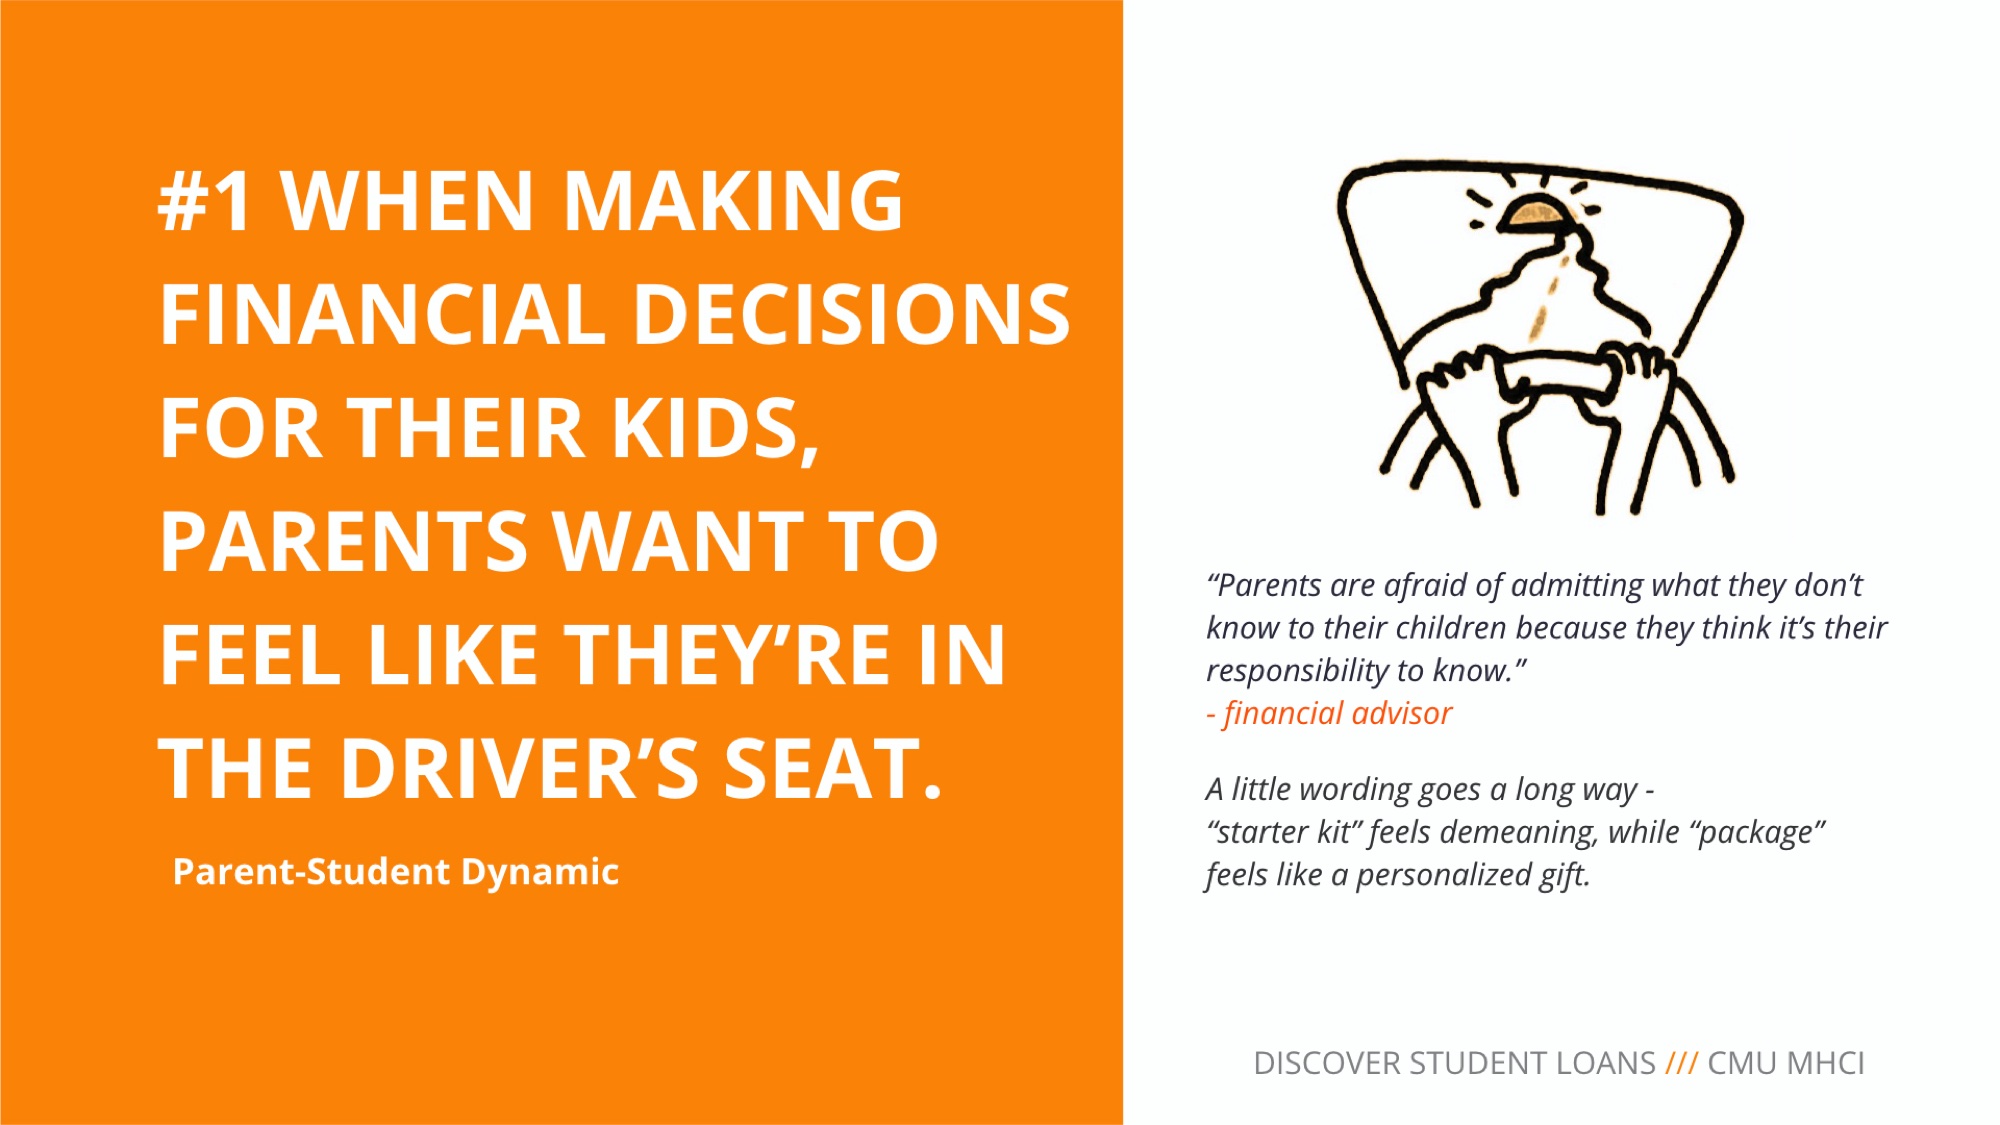 #1 WHEN MAKING
FINANCIAL DECISIONS
FOR THEIR KIDS,
PARENTS WANT TO
FEEL LIKE THEY’RE IN
THE DRIVER’S SEAT.
Parent-Student Dynamic
“Parents are afraid of admitting what they don’t
know to their children because they think it’s their
responsibility to know.”
- financial advisor
A little wording goes a long way -
“starter kit” feels demeaning, while “package”
feels like a personalized gift.
DISCOVER STUDENT LOANS /// CMU MHCI